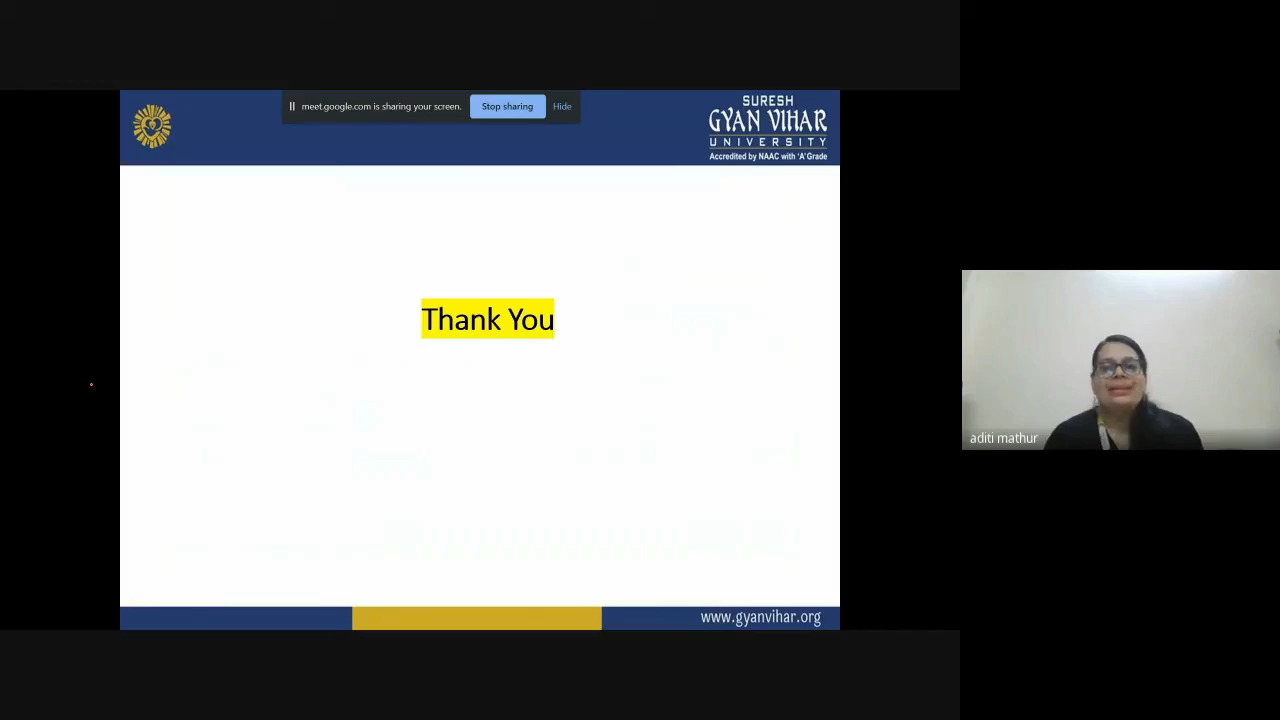 meet.google.com is sharing your screen. Stop sharing Hide
SURESH
GYAN VIHAR
UNIVERSITY
Accredited by NAAC with 'A' Grade
Thank You
aditi mathur
www.gyanvihar.org